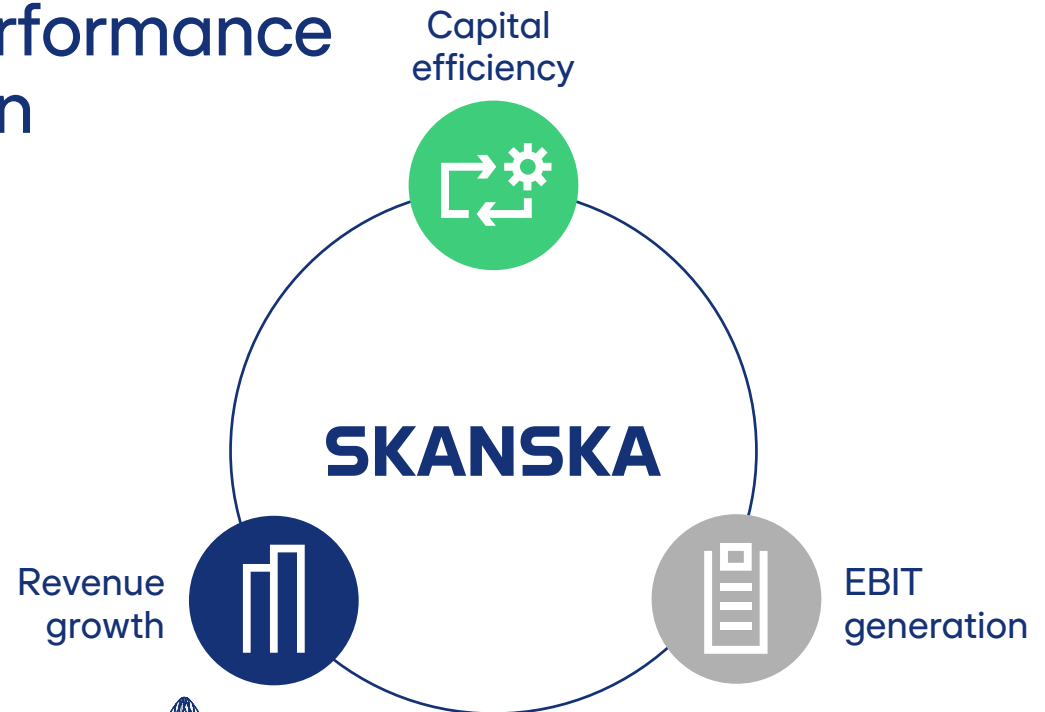 rformance
n
Capital
efficiency
SKANSKA
Revenue
growth
EBIT
generation